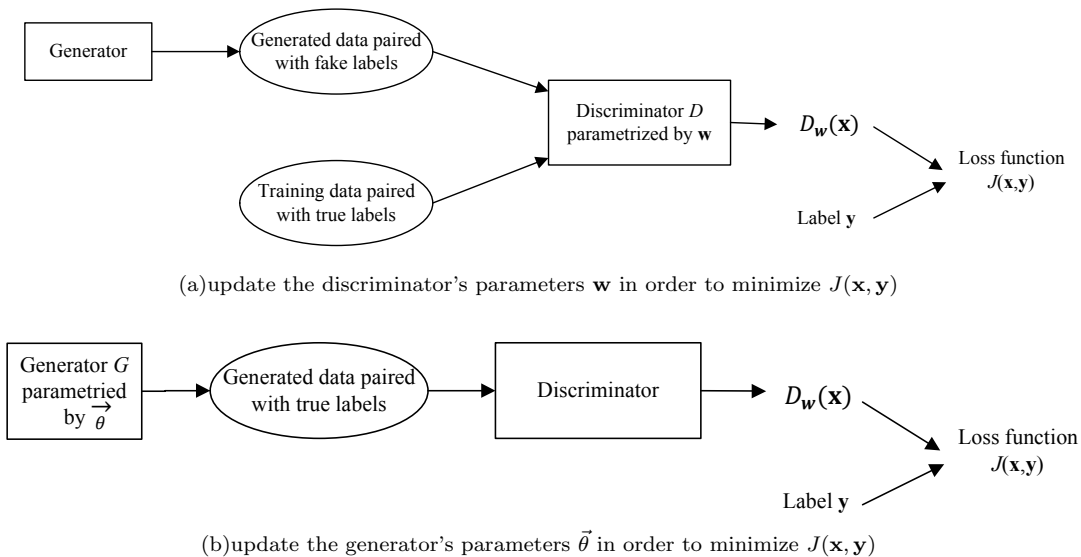 Generator
Generated data paired
with fake labels
Training data paired
with true labels
Discriminator D
parametrized by w
D_w(x)
Label y
Loss function
J(x,y)
(a)update the discriminator's parameters w in order to minimize J(x, y)
Generator G
parametried
by →θ
Generated data paired
with true labels
Discriminator
D_w(x)
Label y
Loss function
J(x,y)
(b)update the generator's parameters θ⃗ in order to minimize J(x, y)